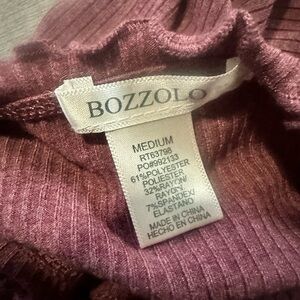 BOZZOLO
MEDIUM
RT63798
PO#992133
61%POLYESTER
POLIESTER
32%RAYON/
RAYON/
7%SPANDEX/
ELASTANO
MADE IN CHINA
HECHO EN CHINA